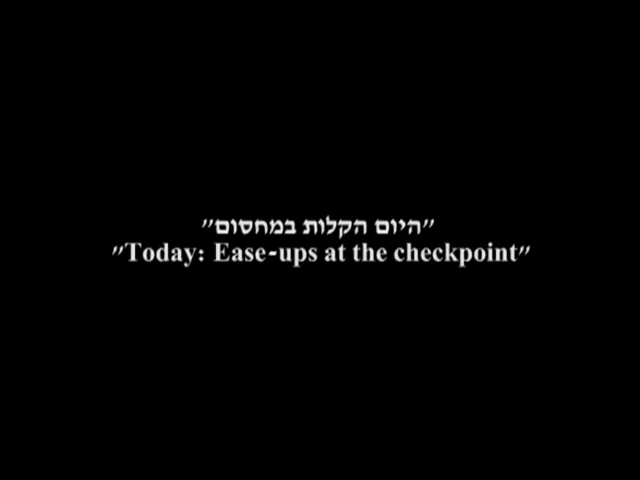 "היום הקלות במחסום"
"Today: Ease-ups at the checkpoint"